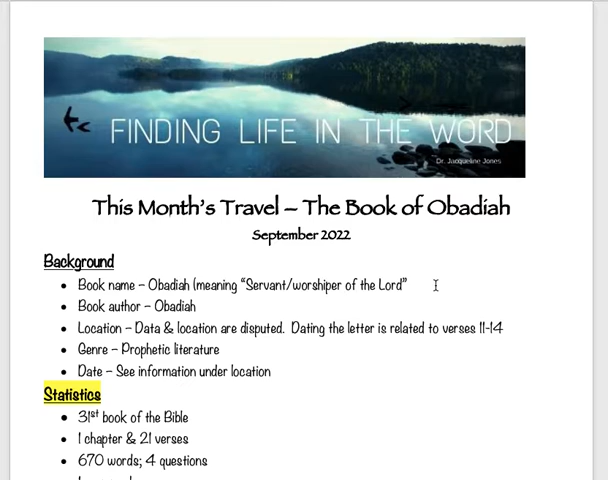 FINDING LIFE IN THE WORD
Dr. Jacqueline Jones
This Month's Travel – The Book of Obadiah
September 2022
Background
• Book name – Obadiah (meaning "Servant/worshiper of the Lord"
• Book author – Obadiah
• Location – Data & location are disputed. Dating the letter is related to verses 11-14
• Genre – Prophetic literature
• Date – See information under location
Statistics
• 31st book of the Bible
• 1 chapter & 21 verses
• 670 words; 4 questions